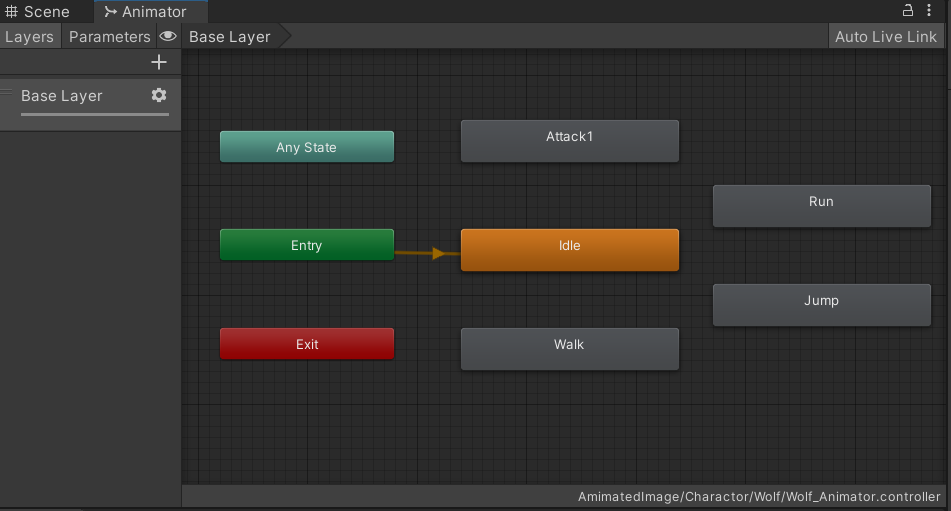 Scene
Animator
Layers
Parameters
Base Layer
Auto Live Link
Base Layer
Any State
Attack1
Run
Entry
Idle
Jump
Exit
Walk
AmimatedImage/Charactor/Wolf/Wolf_Animator.controller